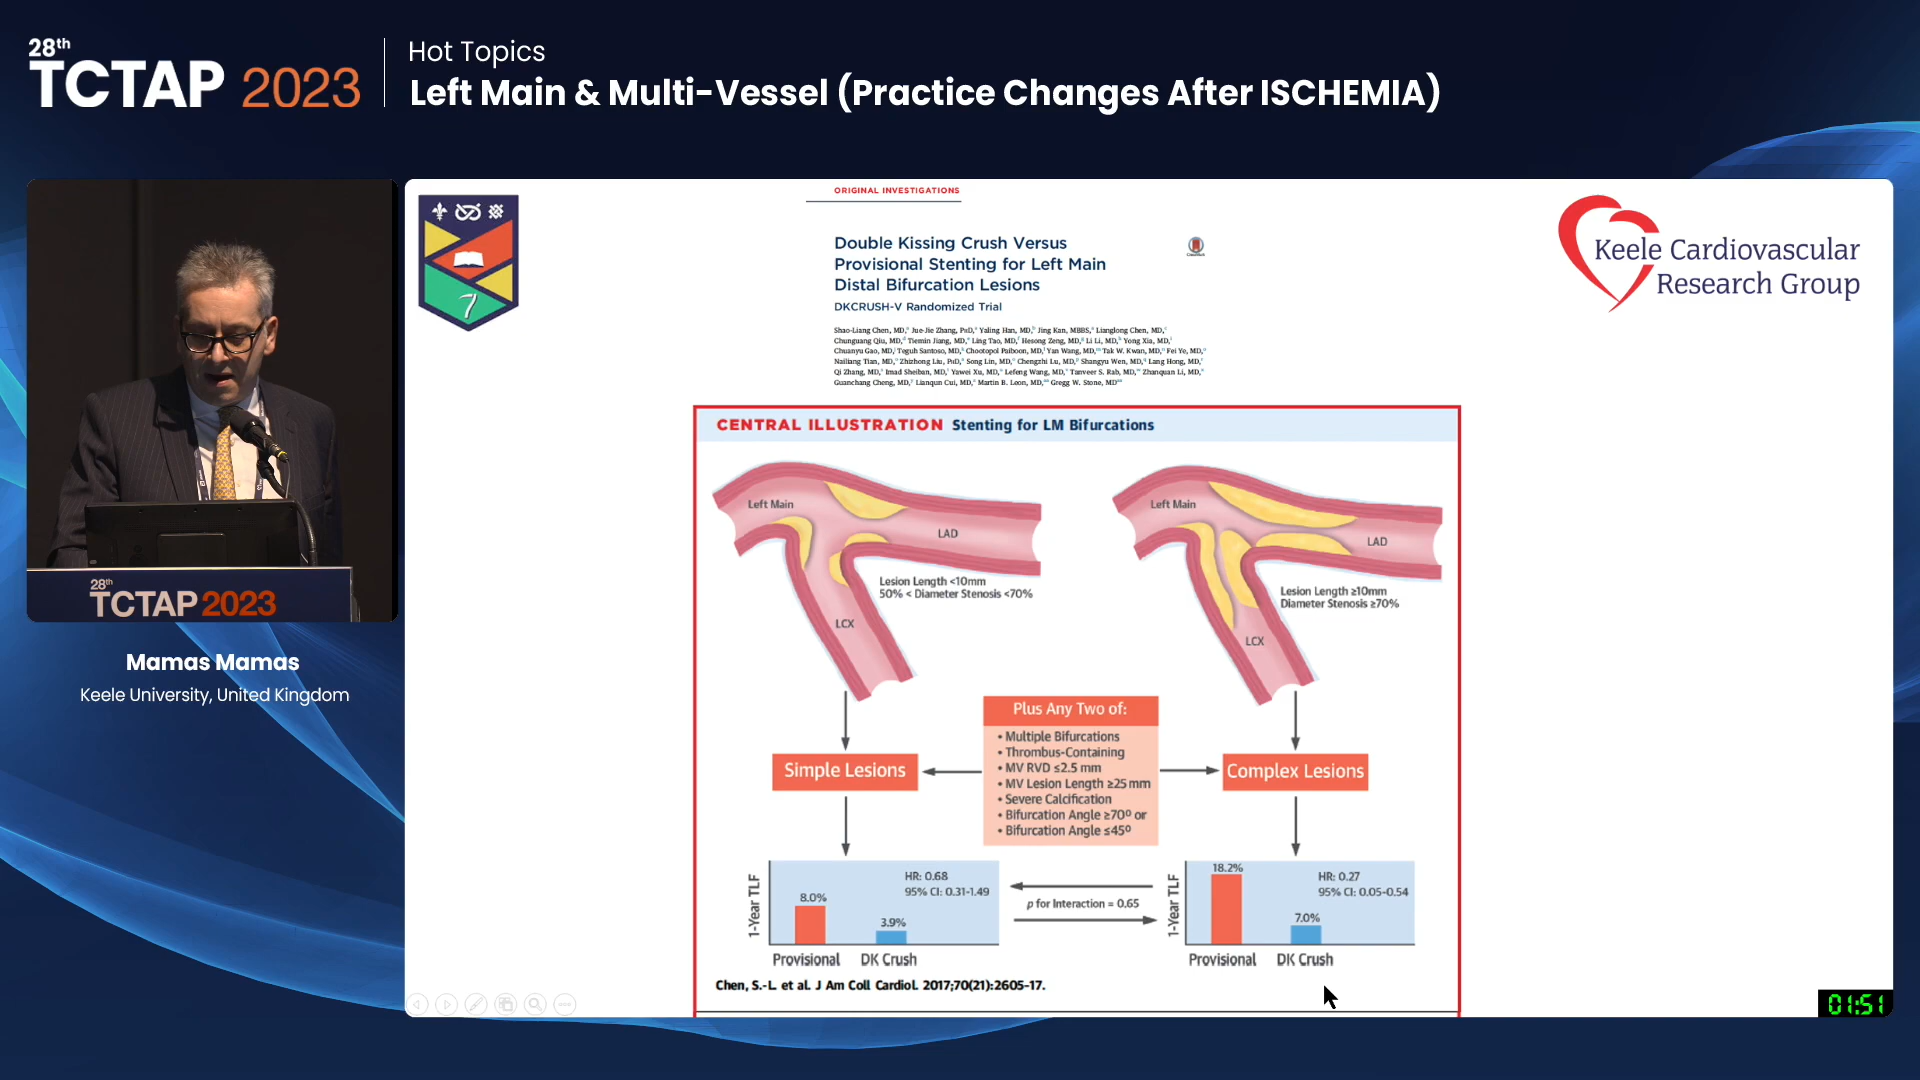 28th
TCTAP 2023
Hot Topics
Left Main & Multi-Vessel (Practice Changes After ISCHEMIA)
28th
TCTAP 2023
Mamas Mamas
Keele University, United Kingdom
Keele Cardiovascular
Research Group
ORIGINAL INVESTIGATIONS
Double Kissing Crush Versus
Provisional Stenting for Left Main
Distal Bifurcation Lesions
DKCRUSH-V Randomized Trial
Shao-Liang Chen, MD, Jue-Jie Zhang, PhD, Yaling Han, MD, Jing Kan, MBBS, Lianglong Chen, MD,
Chunguang Qiu, MD, Tiemin Jiang, MD, Ling Tao, MD, Hesong Zeng, MD, Li Li, MD, Yong Xia, MD,
Chuanyu Gao, MD, Teguh Santoso, MD, Chootopol Paiboon, MD, Yan Wang, MD, Tak W. Kwan, MD, Fei Ye, MD,
Nailiang Tian, MD, Zhizhong Liu, PhD, Song Lin, MD, Chengzhi Lu, MD, Shangyu Wen, MD, Lang Hong, MD,
Qi Zhang, MD, Imad Sheiban, MD, Yawei Xu, MD, Lefeng Wang, MD, Tanveer S. Rab, MD, Zhanquan Li, MD,
Guanchang Cheng, MD, Lianqun Cui, MD, Martin B. Leon, MD, Gregg W. Stone, MD
CENTRAL ILLUSTRATION Stenting for LM Bifurcations
Left Main
LAD
Lesion Length <10mm
50% < Diameter Stenosis <70%
LCX
Left Main
LAD
Lesion Length ≥10mm
Diameter Stenosis ≥70%
LCX
Plus Any Two of:
• Multiple Bifurcations
• Thrombus-Containing
• MV RVD ≤2.5 mm
• MV Lesion Length ≥25 mm
• Severe Calcification
• Bifurcation Angle ≥70º or
• Bifurcation Angle ≤45º
Simple Lesions
Complex Lesions
1-Year TLF
8.0%
3.9%
HR: 0.68
95% CI: 0.31-1.49
Provisional
DK Crush
p for Interaction = 0.65
1-Year TLF
18.2%
7.0%
HR: 0.27
95% CI: 0.05-0.54
Provisional
DK Crush
Chen, S.-L. et al. J Am Coll Cardiol. 2017;70(21):2605-17.
01:51